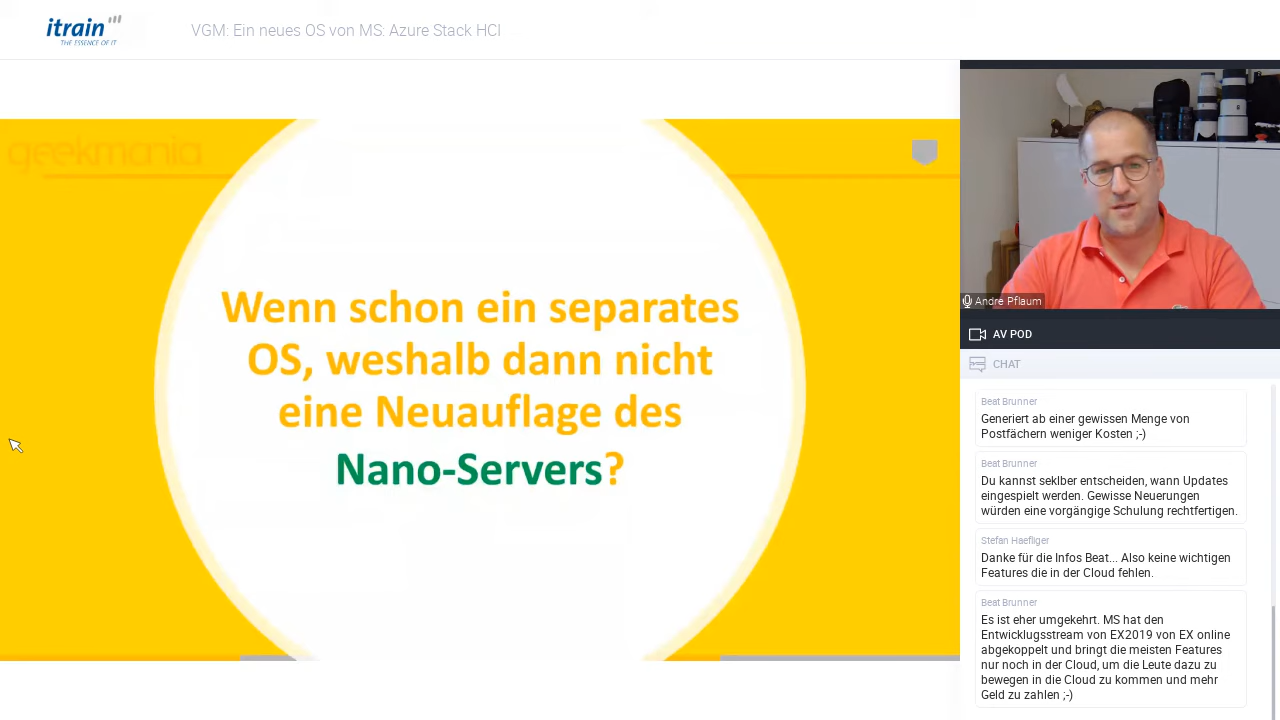 itrain
THE ESSENCE OF IT
VGM: Ein neues OS von MS: Azure Stack HCI
geekmania
Wenn schon ein separates
OS, weshalb dann nicht
eine Neuauflage des
Nano-Servers?
Andre Pflaum
AV POD
CHAT
Beat Brunner
Generiert ab einer gewissen Menge von
Postfächern weniger Kosten ;-)
Beat Brunner
Du kannst seklber entscheiden, wann Updates
eingespielt werden. Gewisse Neuerungen
würden eine vorgängige Schulung rechtfertigen.
Stefan Haefliger
Danke für die Infos Beat... Also keine wichtigen
Features die in der Cloud fehlen.
Beat Brunner
Es ist eher umgekehrt. MS hat den
Entwicklugsstream von EX2019 von EX online
abgekoppelt und bringt die meisten Features
nur noch in der Cloud, um die Leute dazu zu
bewegen in die Cloud zu kommen und mehr
Geld zu zahlen ;-)